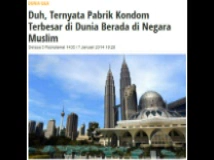 Duh, Ternyata Pabrik Kondom
Terbesar di Dunia Berada di Negara
Muslim